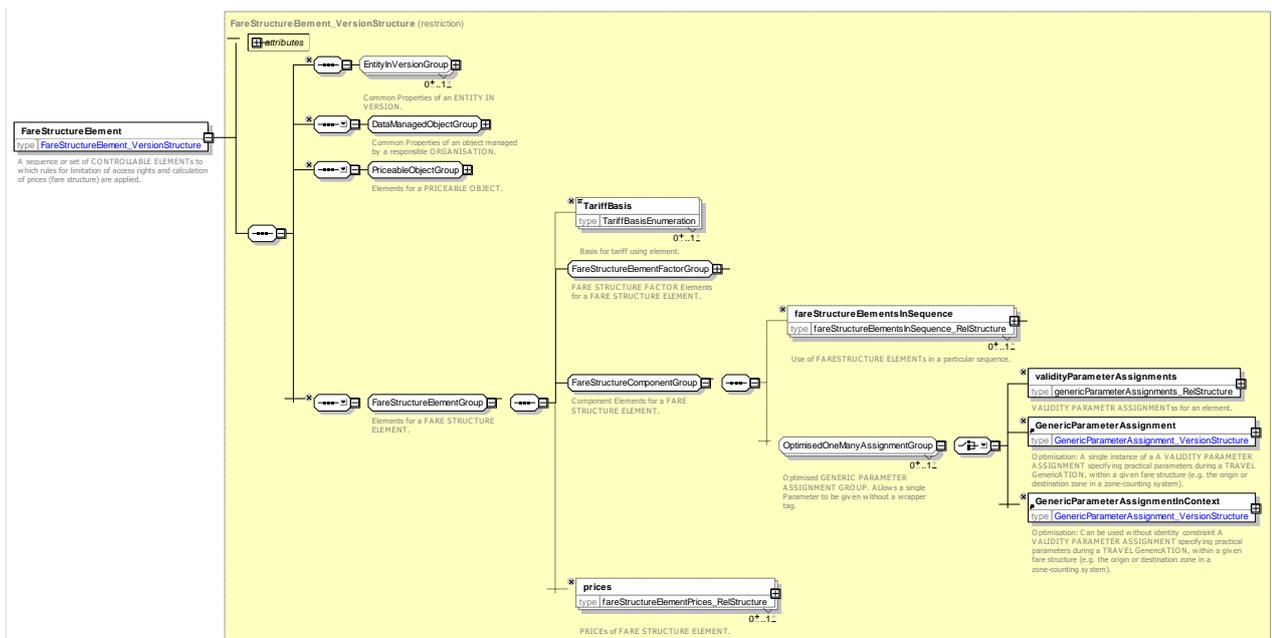 FareStructureElement_VersionStructure (restriction)
attributes
EntityInVersionGroup
0..1
Common Properties of an ENTITY IN
VERSION.
FareStructureElement
type FareStructureElement_VersionStructure
A sequence or set of CONTROLLABLE ELEMENTs to
which rules for limitation of access rights and calculation
of prices (fare structure) are applied.
DataManagedObjectGroup
Common Properties of an object managed
by a responsible ORGANISATION.
PriceableObjectGroup
Elements for a PRICEABLE OBJECT.
TariffBasis
type TariffBasisEnumeration
0..1
Basis for tariff using element.
FareStructureElementFactorGroup
FARE STRUCTURE FACTOR Elements
for a FARE STRUCTURE ELEMENT.
fareStructureElementsInSequence
type fareStructureElementsInSequence_RelStructure
0..1
Use of FARESTRUCTURE ELEMENTs in a particular sequence.
FareStructureElementGroup
Elements for a FARE STRUCTURE
ELEMENT.
FareStructureComponentGroup
Component Elements for a FARE
STRUCTURE ELEMENT.
validityParameterAssignments
type genericParameterAssignments_RelStructure
VALIDITY PARAMETR ASSIGNMENTss for an element.
OptimisedOneManyAssignmentGroup
0..1
Optimised GENERIC PARAMETER
ASSIGNMENT GROUP. ALlows a single
Parameter to be given without a wrapper
tag.
GenericParameterAssignment
type GenericParameterAssignment_VersionStructure
Optimisation: A single instance of a A VALIDITY PARAMETER
ASSIGNMENT specifying practical parameters during a TRAVEL
GenericATION, within a given fare structure (e.g. the origin or
destination zone in a zone-counting system).
GenericParameterAssignmentInContext
type GenericParameterAssignment_VersionStructure
Optimisation: Can be used without identity constraint A
VALIDITY PARAMETER ASSIGNMENT specifying practical
parameters during a TRAVEL GenericATION, within a given
fare structure (e.g. the origin or destination zone in a
zone-counting system).
prices
type fareStructureElementPrices_RelStructure
0..1
PRICEs of FARE STRUCTURE ELEMENT.